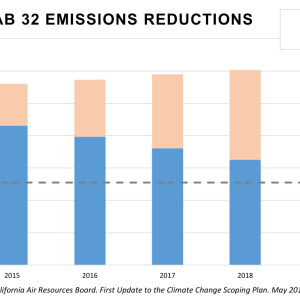 AB 32 EMISSIONS REDUCTIONS
2015 2016 2017 2018
lifornia Air Resources Board. First Update to the Climate Change Scoping Plan. May 201